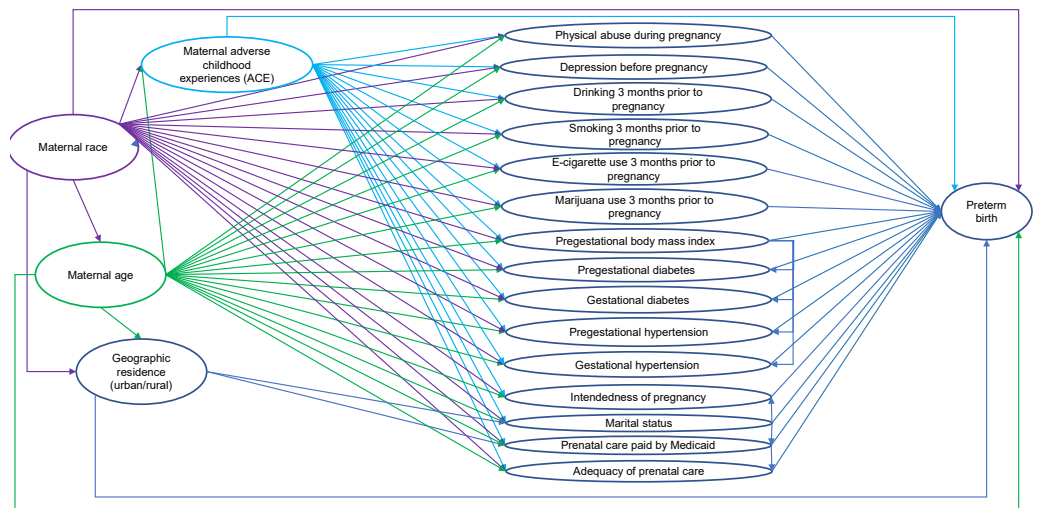 Maternal adverse
childhood
experiences (ACE)
Maternal race
Maternal age
Geographic
residence
(urban/rural)
Physical abuse during pregnancy
Depression before pregnancy
Drinking 3 months prior to
pregnancy
Smoking 3 months prior to
pregnancy
E-cigarette use 3 months prior to
pregnancy
Marijuana use 3 months prior to
pregnancy
Pregestational body mass index
Pregestational diabetes
Gestational diabetes
Pregestational hypertension
Gestational hypertension
Intendedness of pregnancy
Marital status
Prenatal care paid by Medicaid
Adequacy of prenatal care
Preterm
birth